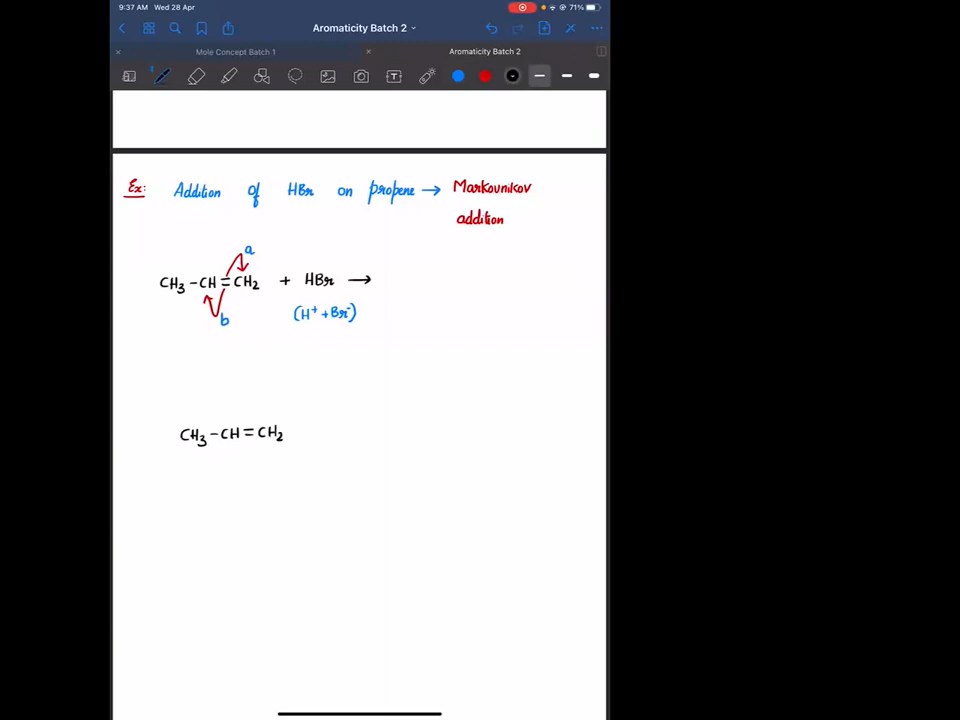 9:37 AM Wed 28 Apr
71%
Aromaticity Batch 2
Mole Concept Batch 1
Aromaticity Batch 2
Ex: Addition of HBr on propene → Markounikov
addition
a
CH₃ – CH = CH₂ + HBr →
b
(H⁺ + Br⁻)
CH₃ – CH = CH₂